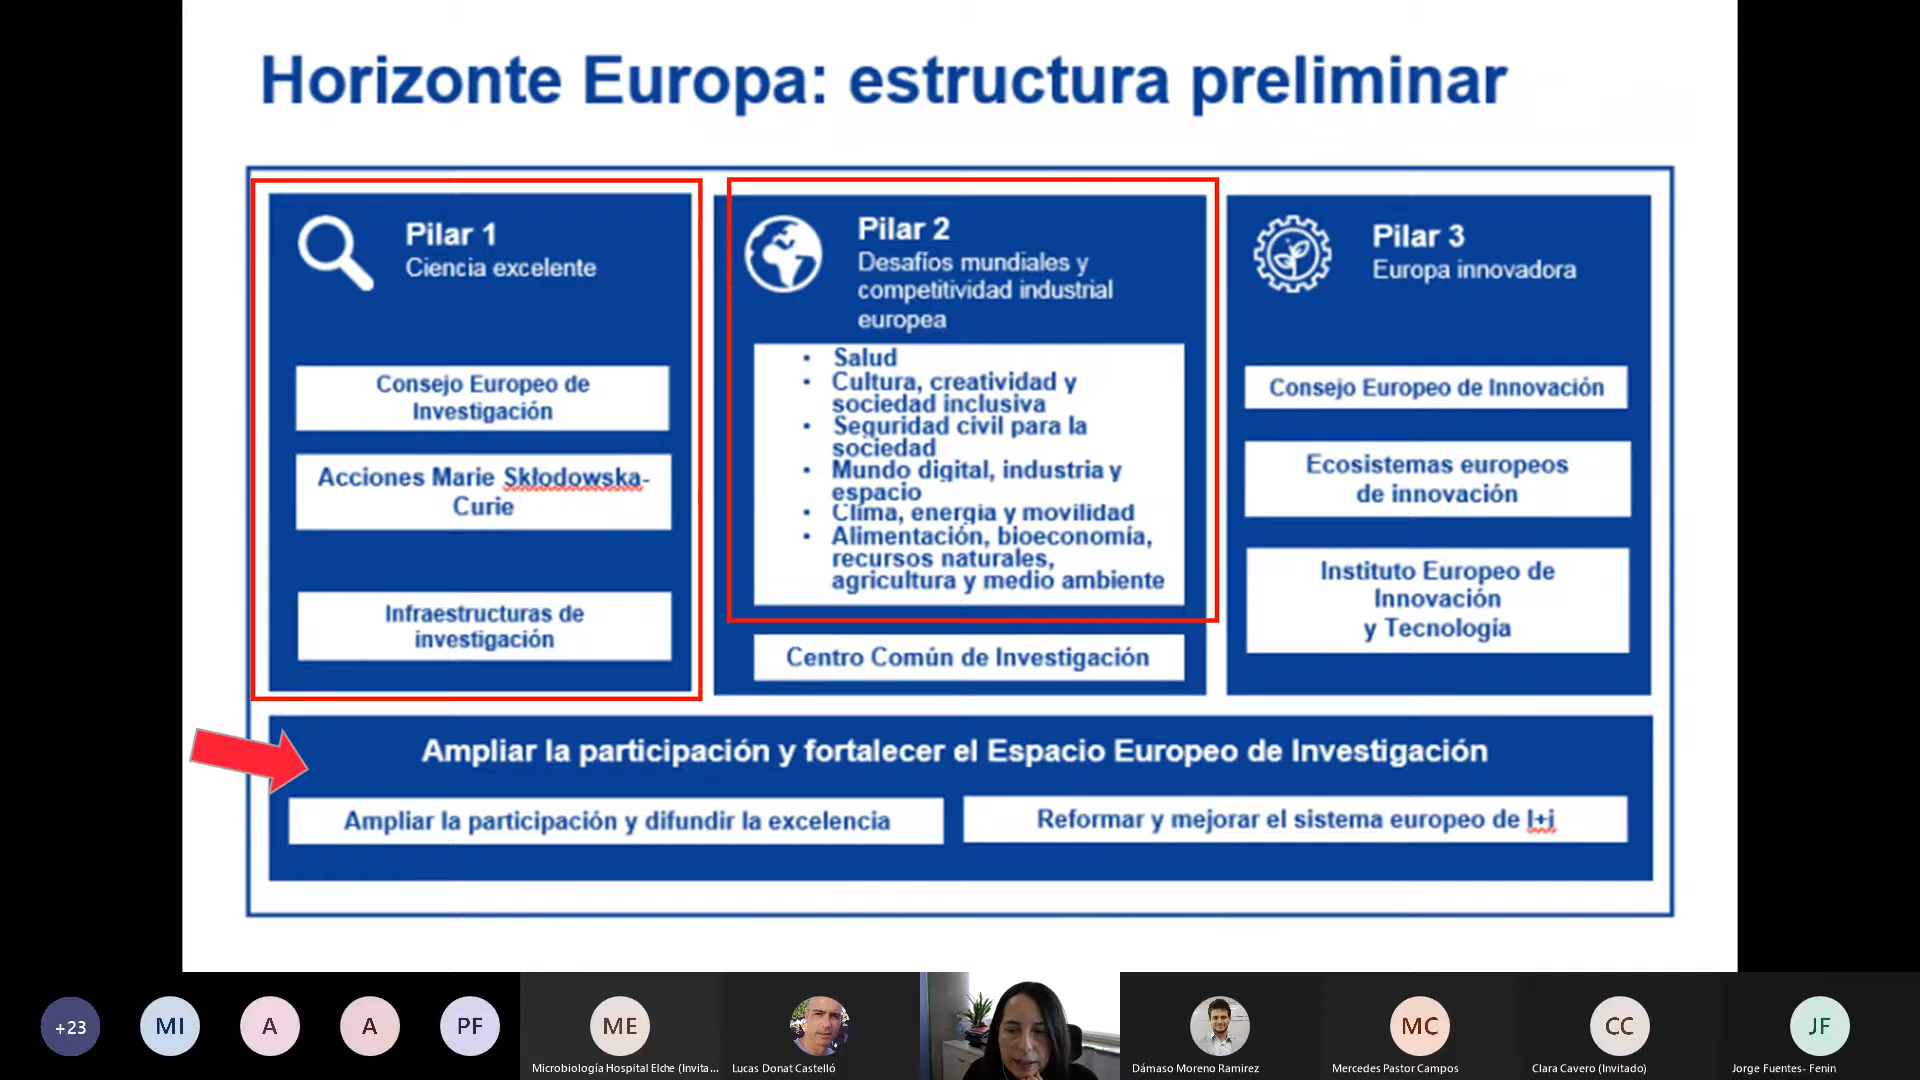 Horizonte Europa: estructura preliminar
Pilar 1
Ciencia excelente
Consejo Europeo de
Investigación
Acciones Marie Skłodowska-
Curie
Infraestructuras de
investigación
Pilar 2
Desafíos mundiales y
competitividad industrial
europea
• Salud
• Cultura, creatividad y
sociedad inclusiva
• Seguridad civil para la
sociedad
• Mundo digital, industria y
espacio
• Clima, energía y movilidad
• Alimentación, bioeconomía,
recursos naturales,
agricultura y medio ambiente
Centro Común de Investigación
Pilar 3
Europa innovadora
Consejo Europeo de Innovación
Ecosistemas europeos
de innovación
Instituto Europeo de
Innovación
y Tecnología
Ampliar la participación y fortalecer el Espacio Europeo de Investigación
Ampliar la participación y difundir la excelencia
Reformar y mejorar el sistema europeo de I+i
+23
MI
A
A
PF
ME
Microbiología Hospital Elche (Invita...
Lucas Donat Castelló
Dámaso Moreno Ramirez
MC
Mercedes Pastor Campos
CC
Clara Cavero (Invitado)
JF
Jorge Fuentes- Fenin